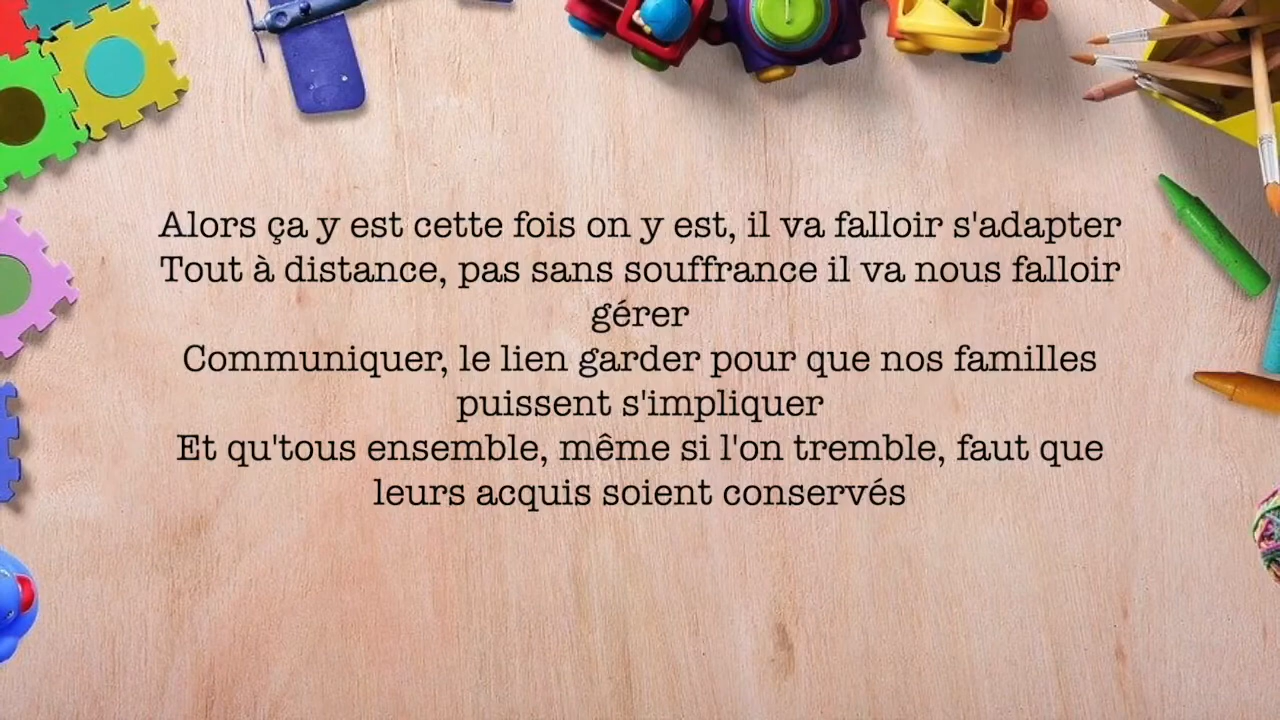 Alors ça y est cette fois on y est, il va falloir s'adapter
Tout à distance, pas sans souffrance il va nous falloir
gérer
Communiquer, le lien garder pour que nos familles
puissent s'impliquer
Et qu'tous ensemble, même si l'on tremble, faut que
leurs acquis soient conservés